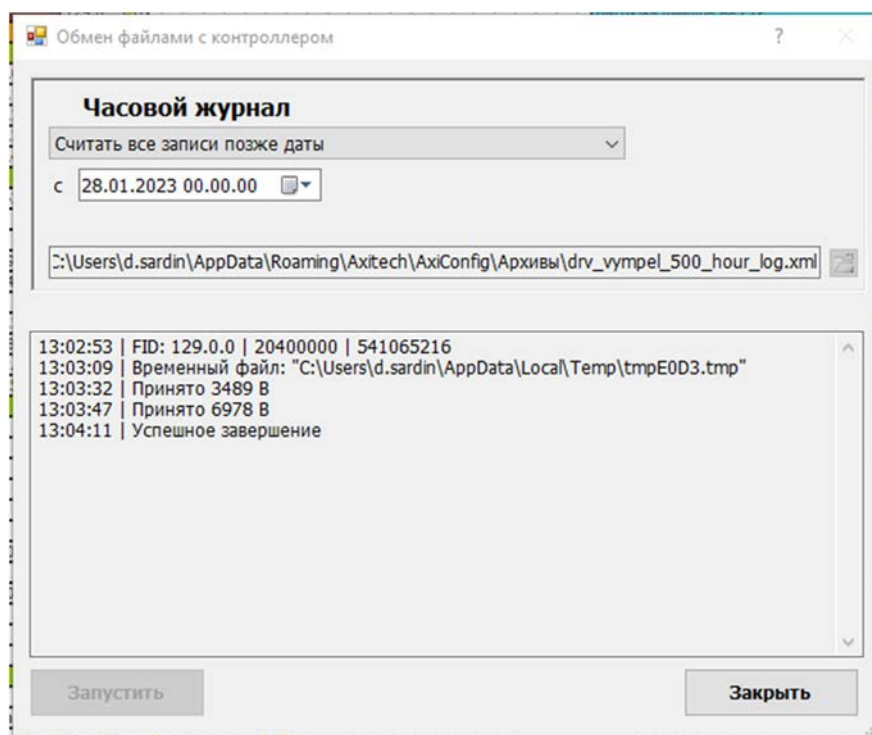 Обмен файлами с контроллером
?
Часовой журнал
Считать все записи позже даты
с 28.01.2023 00.00.00
C:\Users\d.sardin\AppData\Roaming\Axitech\AxiConfig\Архивы\drv_vympel_500_hour_log.xml
13:02:53 | FID: 129.0.0 | 20400000 | 541065216
13:03:09 | Временный файл: "C:\Users\d.sardin\AppData\Local\Temp\tmpE0D3.tmp"
13:03:32 | Принято 3489 B
13:03:47 | Принято 6978 B
13:04:11 | Успешное завершение
Запустить
Закрыть